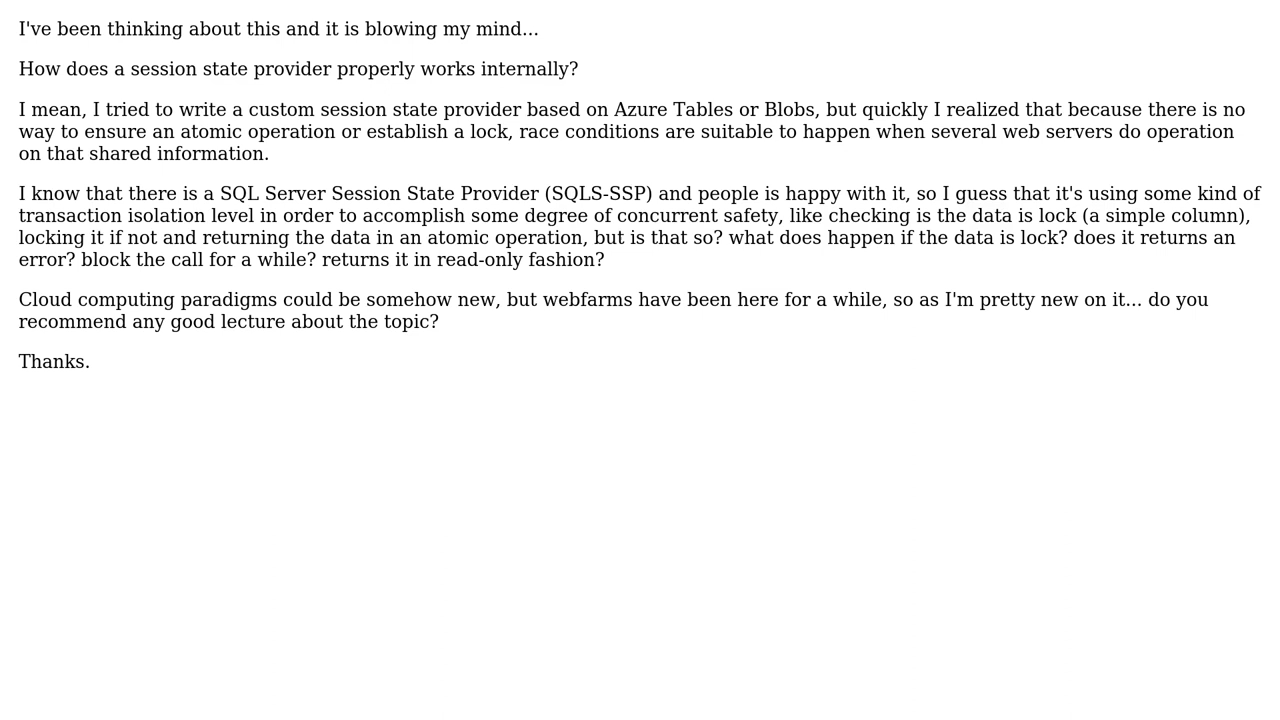 I've been thinking about this and it is blowing my mind...
How does a session state provider properly works internally?
I mean, I tried to write a custom session state provider based on Azure Tables or Blobs, but quickly I realized that because there is no
way to ensure an atomic operation or establish a lock, race conditions are suitable to happen when several web servers do operation
on that shared information.
I know that there is a SQL Server Session State Provider (SQLS-SSP) and people is happy with it, so I guess that it's using some kind of
transaction isolation level in order to accomplish some degree of concurrent safety, like checking is the data is lock (a simple column),
locking it if not and returning the data in an atomic operation, but is that so? what does happen if the data is lock? does it returns an
error? block the call for a while? returns it in read-only fashion?
Cloud computing paradigms could be somehow new, but webfarms have been here for a while, so as I'm pretty new on it... do you
recommend any good lecture about the topic?
Thanks.